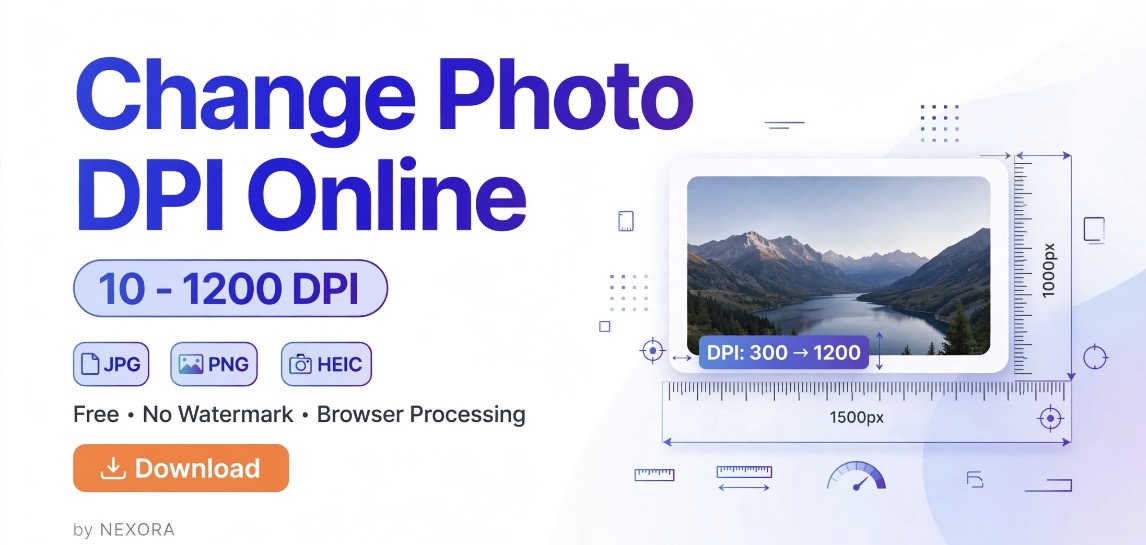 Change Photo
DPI Online
10 - 1200 DPI
JPG PNG HEIC
Free • No Watermark • Browser Processing
Download
by NEXORA
1000px
DPI: 300 → 1200
1500px